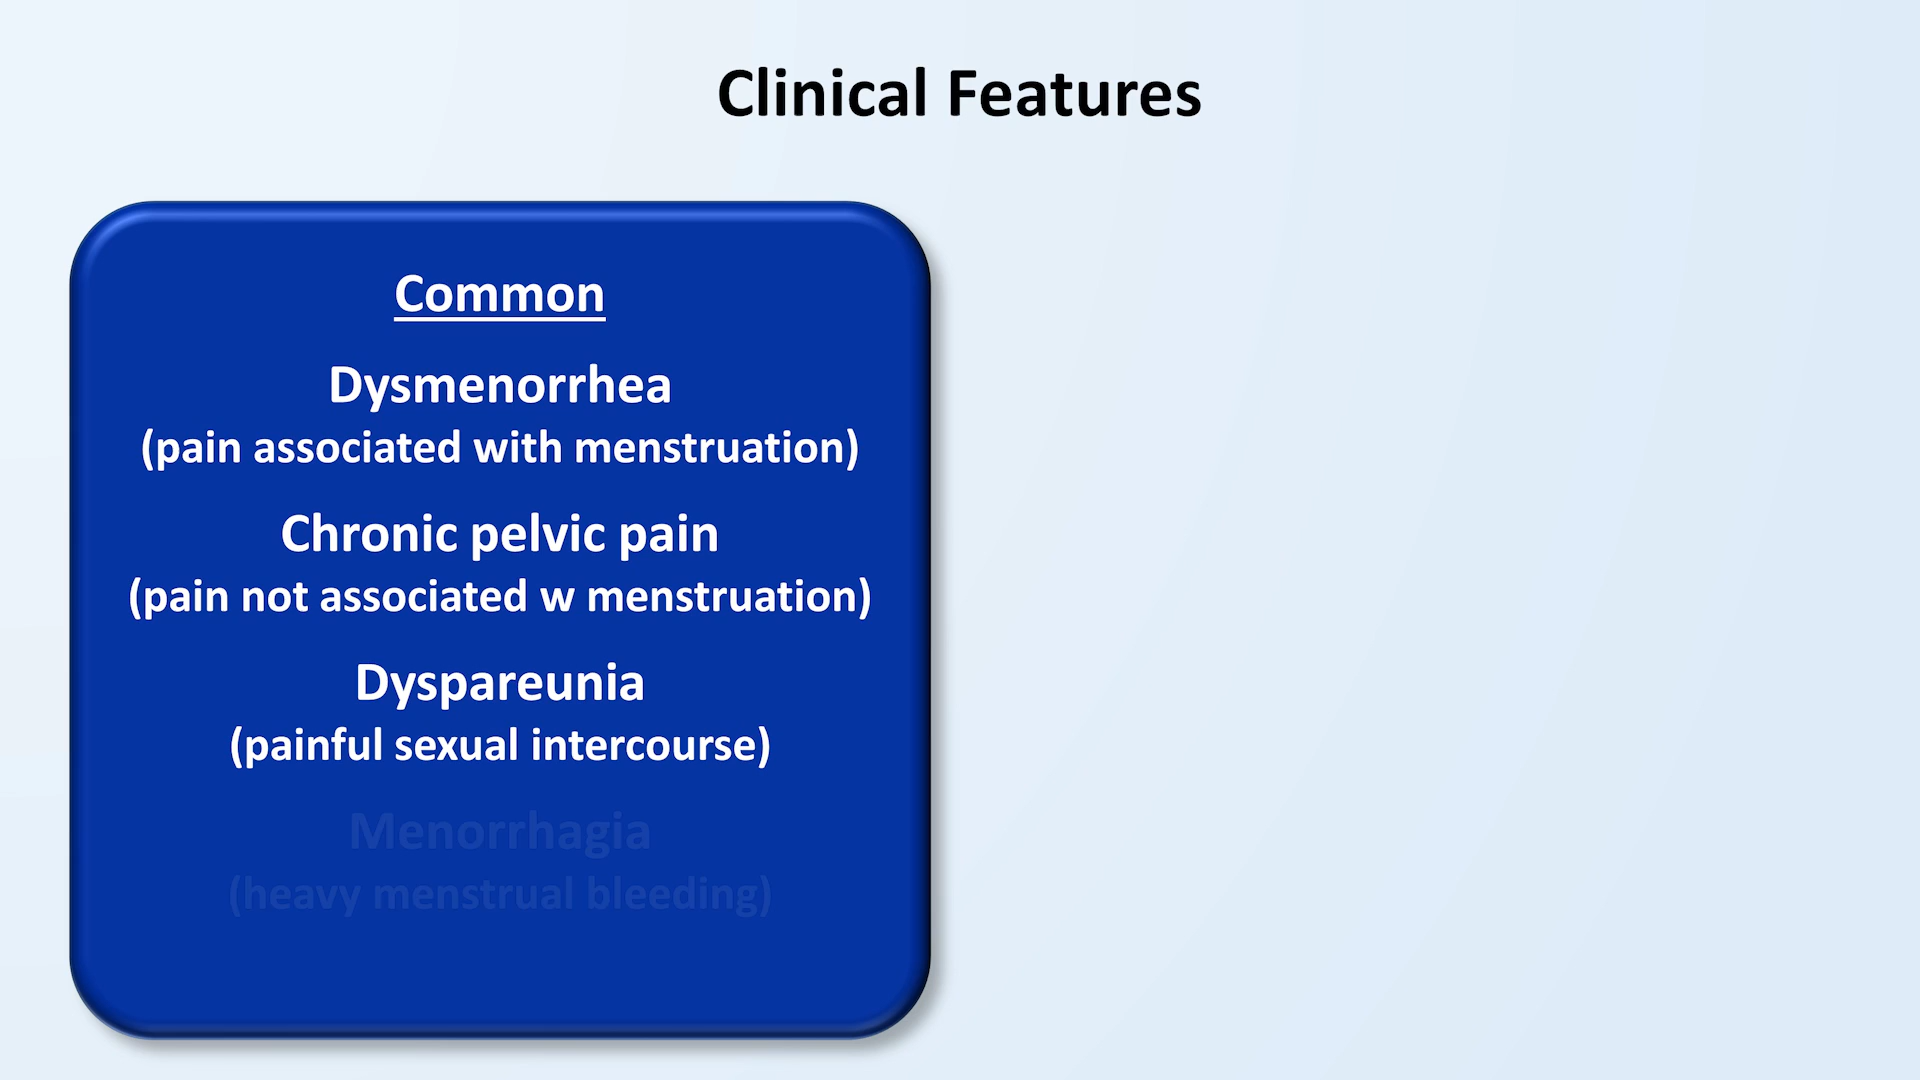 Clinical Features
Common
Dysmenorrhea
(pain associated with menstruation)
Chronic pelvic pain
(pain not associated w menstruation)
Dyspareunia
(painful sexual intercourse)
Menorrhagia
(heavy menstrual bleeding)